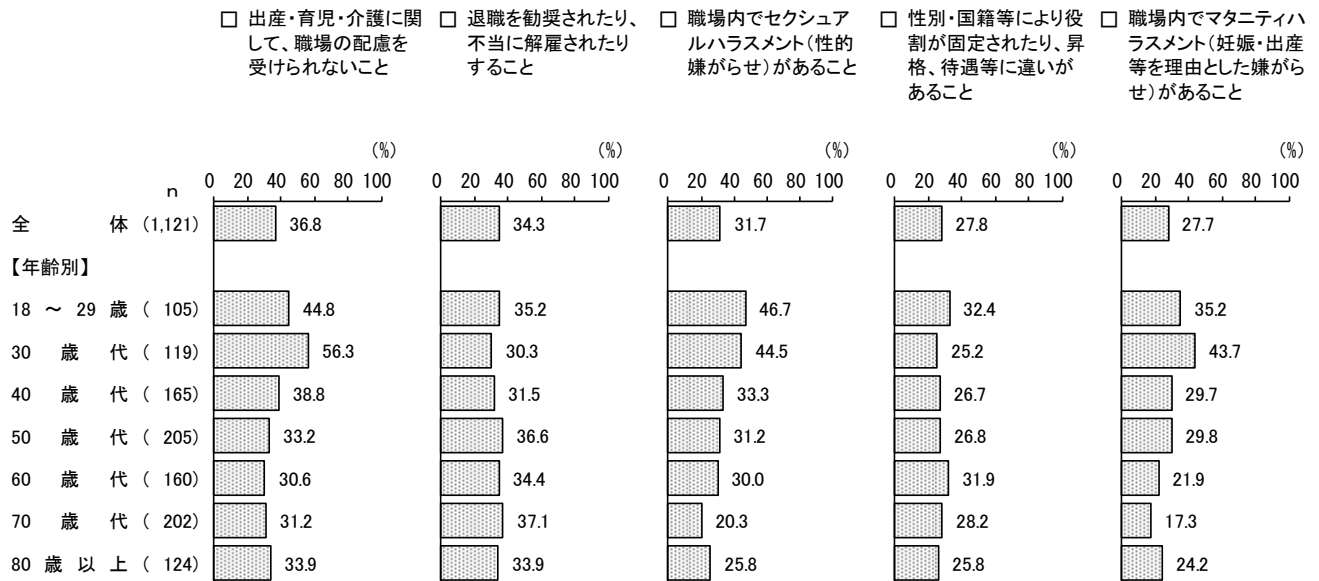 □ 出産・育児・介護に関して、職場の配慮を受けられないこと
□ 退職を勧奨されたり、不当に解雇されたりすること
□ 職場内でセクシュアルハラスメント（性的嫌がらせ）があること
□ 性別・国籍等により役割が固定されたり、昇格、待遇等に違いがあること
□ 職場内でマタニティハラスメント（妊娠・出産等を理由とした嫌がらせ）があること
(%) (%) (%) (%) (%)
n 0 20 40 60 80 100 0 20 40 60 80 100 0 20 40 60 80 100 0 20 40 60 80 100 0 20 40 60 80 100
全体 (1,121) 36.8 34.3 31.7 27.8 27.7
【年齢別】
18 ～ 29 歳 ( 105) 44.8 35.2 46.7 32.4 35.2
30 歳代 ( 119) 56.3 30.3 44.5 25.2 43.7
40 歳代 ( 165) 38.8 31.5 33.3 26.7 29.7
50 歳代 ( 205) 33.2 36.6 31.2 26.8 29.8
60 歳代 ( 160) 30.6 34.4 30.0 31.9 21.9
70 歳代 ( 202) 31.2 37.1 20.3 28.2 17.3
80 歳以上 ( 124) 33.9 33.9 25.8 25.8 24.2